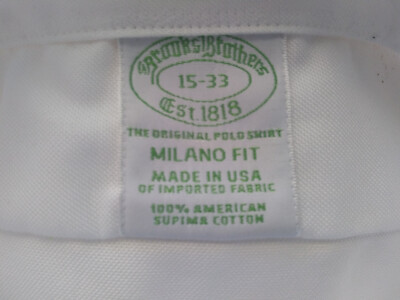 Brooks Brothers
15-33
Est. 1818
THE ORIGINAL POLO SHIRT
MILANO FIT
MADE IN USA
OF IMPORTED FABRIC
100% AMERICAN
SUPIMA COTTON